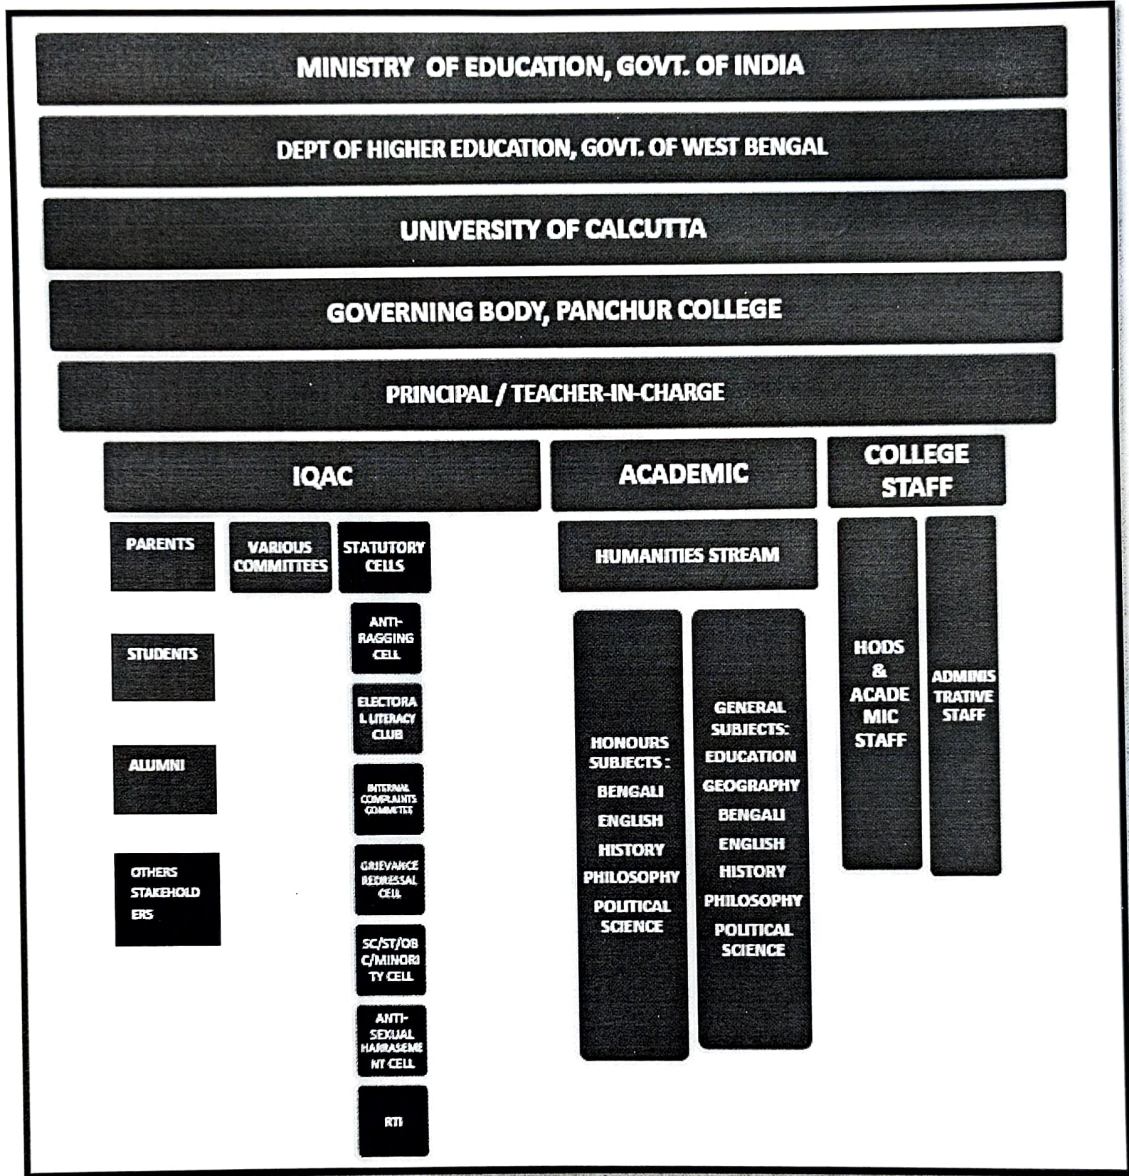 MINISTRY OF EDUCATION, GOVT. OF INDIA
DEPT OF HIGHER EDUCATION, GOVT. OF WEST BENGAL
UNIVERSITY OF CALCUTTA
GOVERNING BODY, PANCHUR COLLEGE
PRINCIPAL / TEACHER-IN-CHARGE
IQAC
PARENTS
STUDENTS
ALUMNI
OTHERS
STAKEHOLD
ERS
VARIOUS
COMMITTEES
STATUTORY
CELLS
ANTI-
RAGGING
CELL
ELECTORA
L LITERACY
CLUB
INTERNAL
COMPLAINTS
COMMITEE
GRIEVANCE
REDRESSAL
CELL
SC/ST/OB
C/MINORI
TY CELL
ANTI-
SEXUAL
HARRASEME
NT CELL
RTI
ACADEMIC
HUMANITIES STREAM
HONOURS
SUBJECTS :
BENGALI
ENGLISH
HISTORY
PHILOSOPHY
POLITICAL
SCIENCE
GENERAL
SUBJECTS:
EDUCATION
GEOGRAPHY
BENGALI
ENGLISH
HISTORY
PHILOSOPHY
POLITICAL
SCIENCE
COLLEGE
STAFF
HODS
&
ACADE
MIC
STAFF
ADMINIS
TRATIVE
STAFF